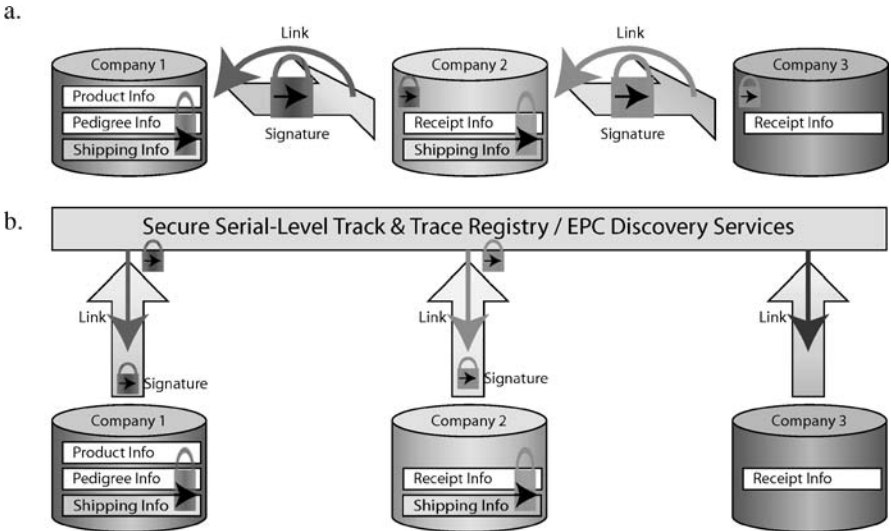 a.
Link
Link
Company 1
Company 2
Company 3
Product Info
Pedigree Info
Receipt Info
Receipt Info
Signature
Signature
Shipping Info
Shipping Info
b.
Secure Serial-Level Track & Trace Registry / EPC Discovery Services
Link
Link
Link
Signature
Signature
Company 1
Company 2
Company 3
Product Info
Pedigree Info
Receipt Info
Receipt Info
Shipping Info
Shipping Info